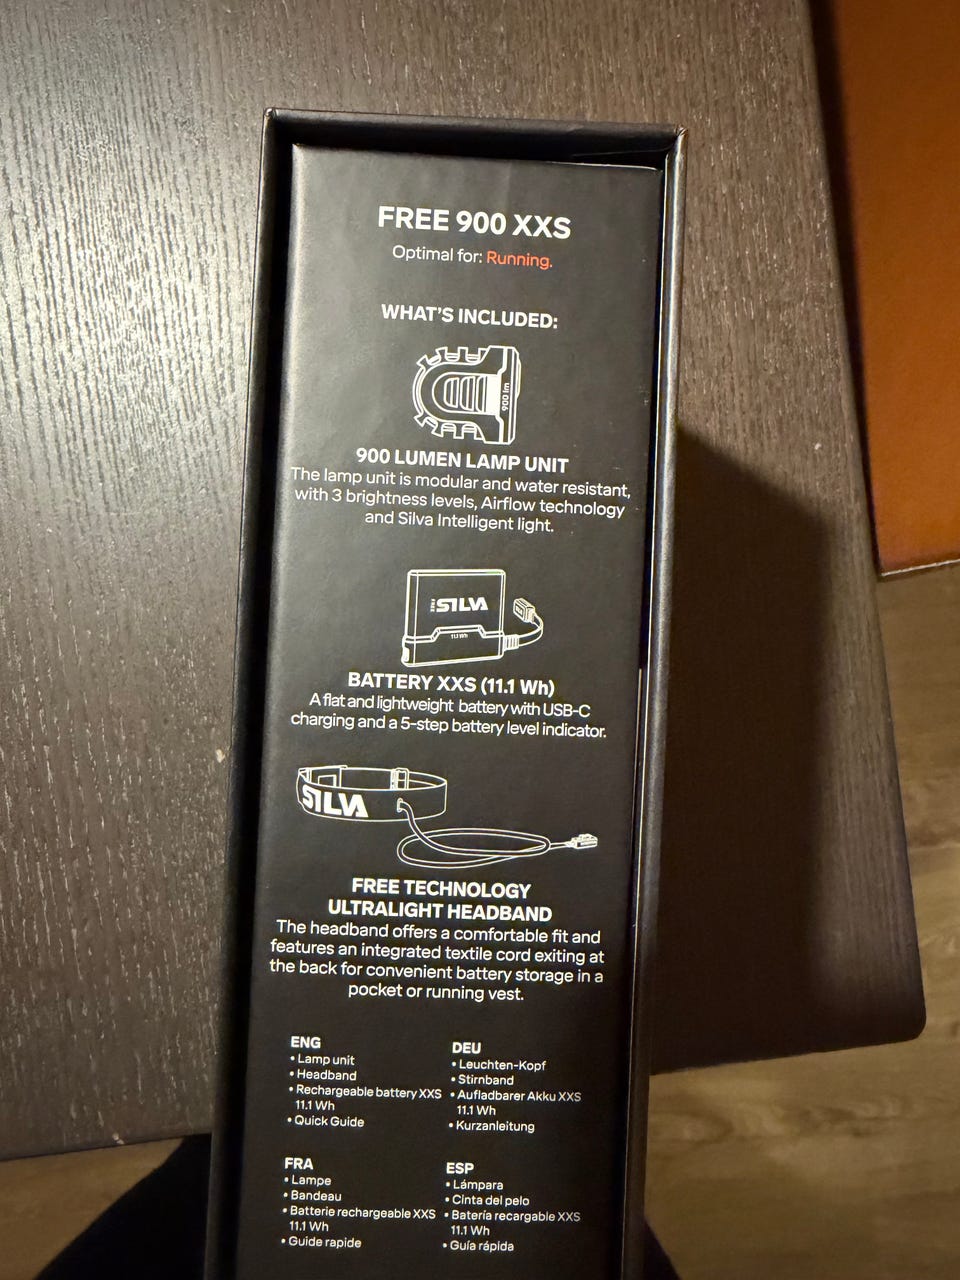 FREE 900 XXS
Optimal for: Running.
WHAT'S INCLUDED:
900 lm
900 LUMEN LAMP UNIT
The lamp unit is modular and water resistant,
with 3 brightness levels, Airflow technology
and Silva Intelligent light.
FREE SILVA
11.1 Wh
BATTERY XXS (11.1 Wh)
A flat and lightweight battery with USB-C
charging and a 5-step battery level indicator.
SILVA
FREE TECHNOLOGY
ULTRALIGHT HEADBAND
The headband offers a comfortable fit and
features an integrated textile cord exiting at
the back for convenient battery storage in a
pocket or running vest.
ENG
• Lamp unit
• Headband
• Rechargeable battery XXS
11.1 Wh
• Quick Guide
DEU
• Leuchten-Kopf
• Stirnband
• Aufladbarer Akku XXS
11.1 Wh
• Kurzanleitung
FRA
• Lampe
• Bandeau
• Batterie rechargeable XXS
11.1 Wh
• Guide rapide
ESP
• Lámpara
• Cinta del pelo
• Batería recargable XXS
11.1 Wh
• Guía rápida